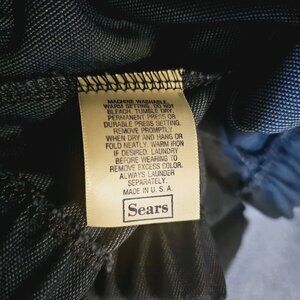 MACHINE WASHABLE,
WARM SETTING. DO NOT
BLEACH. TUMBLE DRY,
PERMANENT PRESS OR
DURABLE PRESS SETTING.
REMOVE PROMPTLY
WHEN DRY AND HANG OR
FOLD NEATLY. WARM IRON
IF DESIRED. LAUNDRY
BEFORE WEARING TO
REMOVE EXCESS COLOR.
ALWAYS LAUNDER
SEPARATELY.
MADE IN U.S.A.
Sears